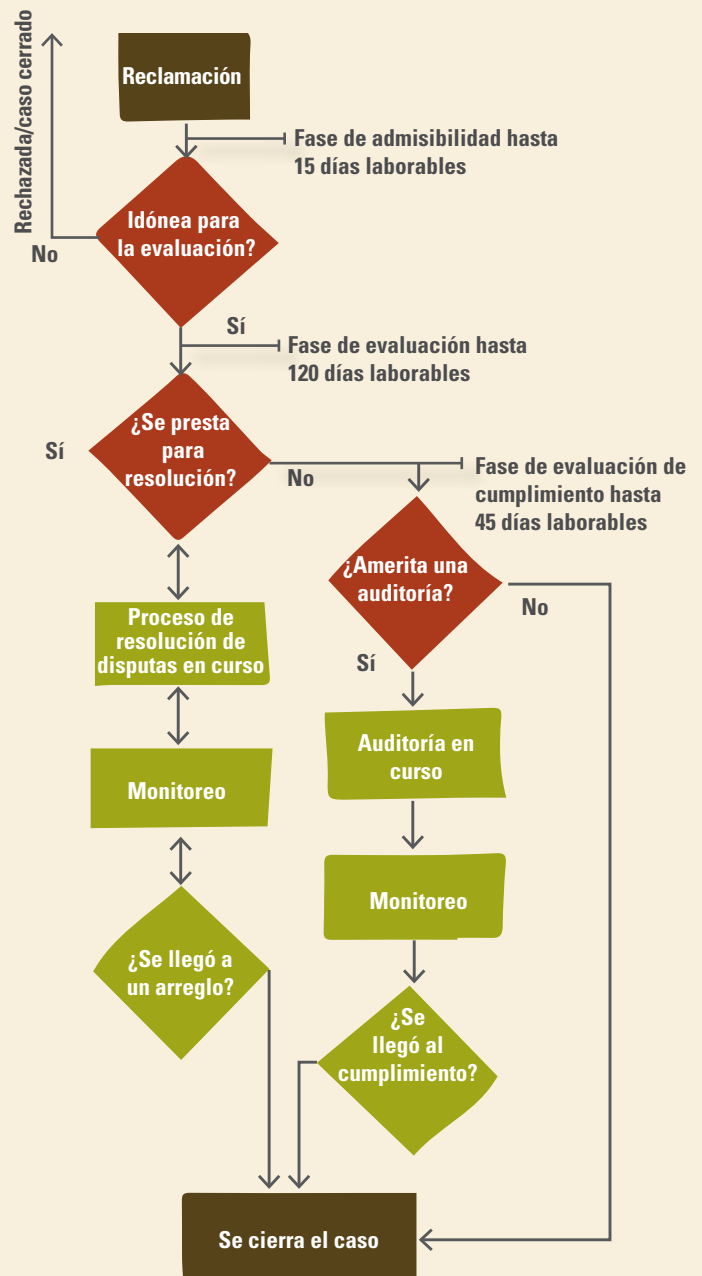 Rechazada/caso cerrado
Reclamación
Fase de admisibilidad hasta
15 días laborables
Idónea para
la evaluación?
No
Sí
Fase de evaluación hasta
120 días laborables
¿Se presta
para
resolución?
Sí
No
Fase de evaluación de
cumplimiento hasta
45 días laborables
¿Amerita una
auditoría?
No
Sí
Proceso de
resolución de
disputas en curso
Auditoría en
curso
Monitoreo
Monitoreo
¿Se llegó a
un arreglo?
¿Se
llegó al
cumplimiento?
Se cierra el caso